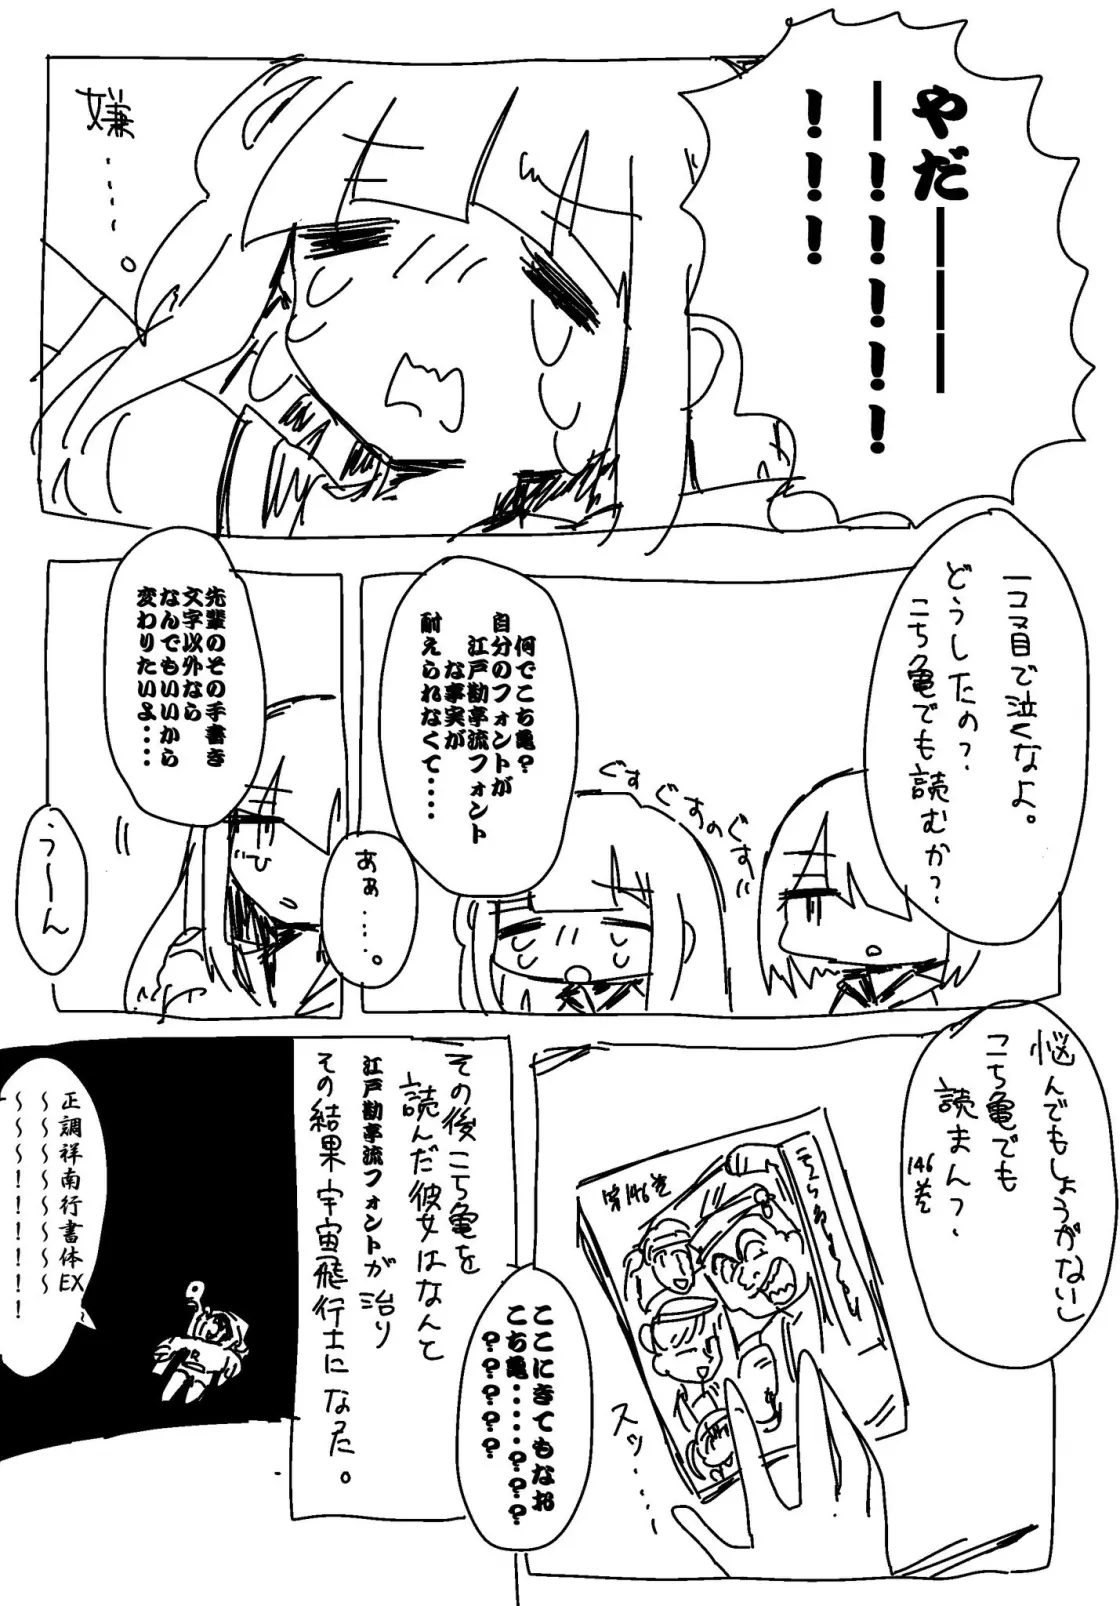 やだーーー
ー！！！！！
！！！
嫌……。
一コマ目で泣くなよ。
どうしたの？
こち亀でも読むか？
ぐすぐすのぐす
何でこち亀？
自分のフォントが
江戸勘亭流フォント
な事実が
耐えられなくて‥‥
ああ……。
先輩のその手書き
文字以外なら
なんでもいいから
変わりたいよ‥‥
うーん
悩んでもしょうがないし
こち亀でも
読まん？
146巻
第146巻
スッ……
ここにきてもなお
こち亀‥‥‥？？？
？？？？？？
その後こち亀を
読んだ彼女はなんと
江戸勘亭流フォントが治り
その結果宇宙飛行士になった。
正調祥南行書体EX
～～～～～～～～
～～～！！！！！